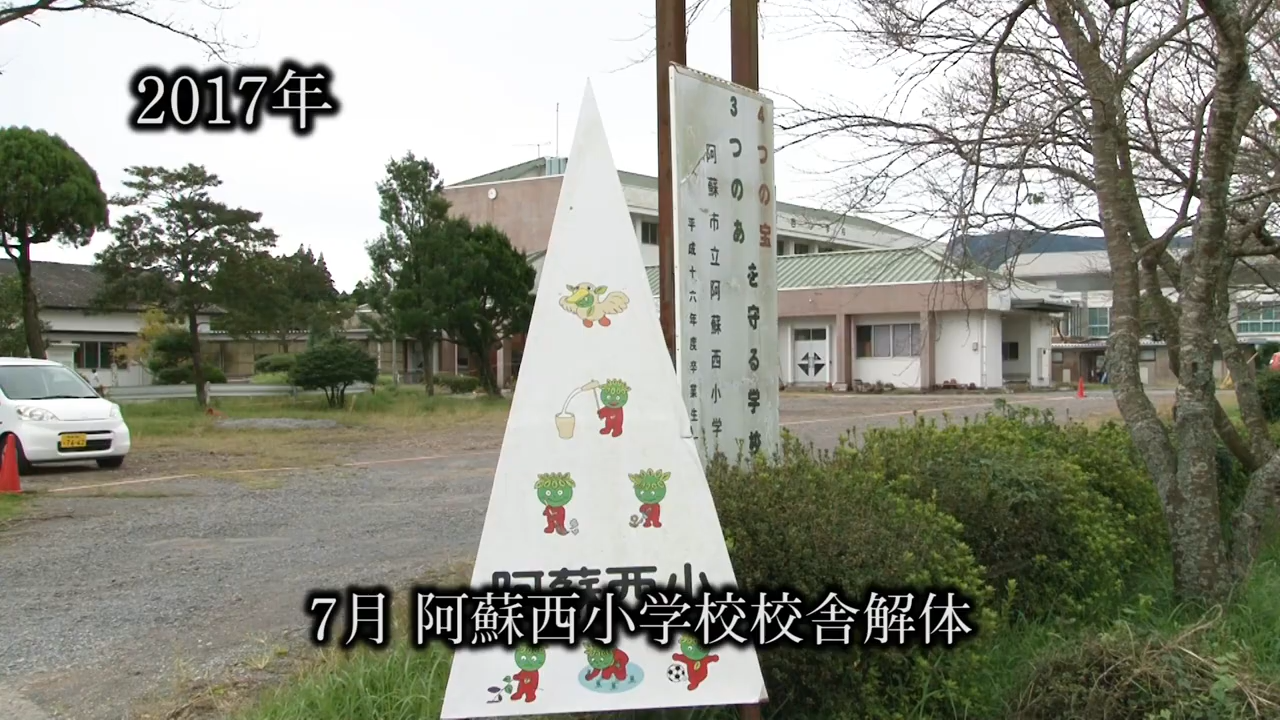 2017年
4つの宝
3つのあ を守る学校
阿蘇市立阿蘇西小学
平成十六年度卒業生
阿蘇西小
7月 阿蘇西小学校校舎解体